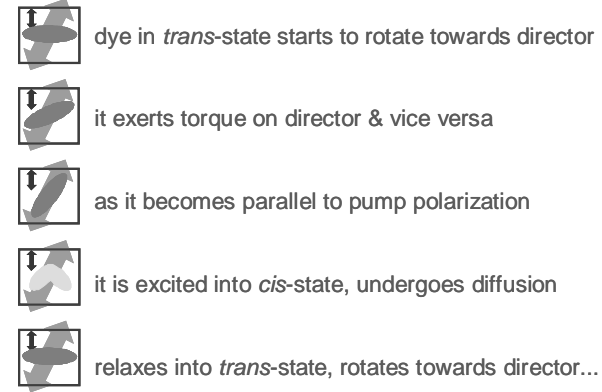 dye in trans-state starts to rotate towards director
it exerts torque on director & vice versa
as it becomes parallel to pump polarization
it is excited into cis-state, undergoes diffusion
relaxes into trans-state, rotates towards director...